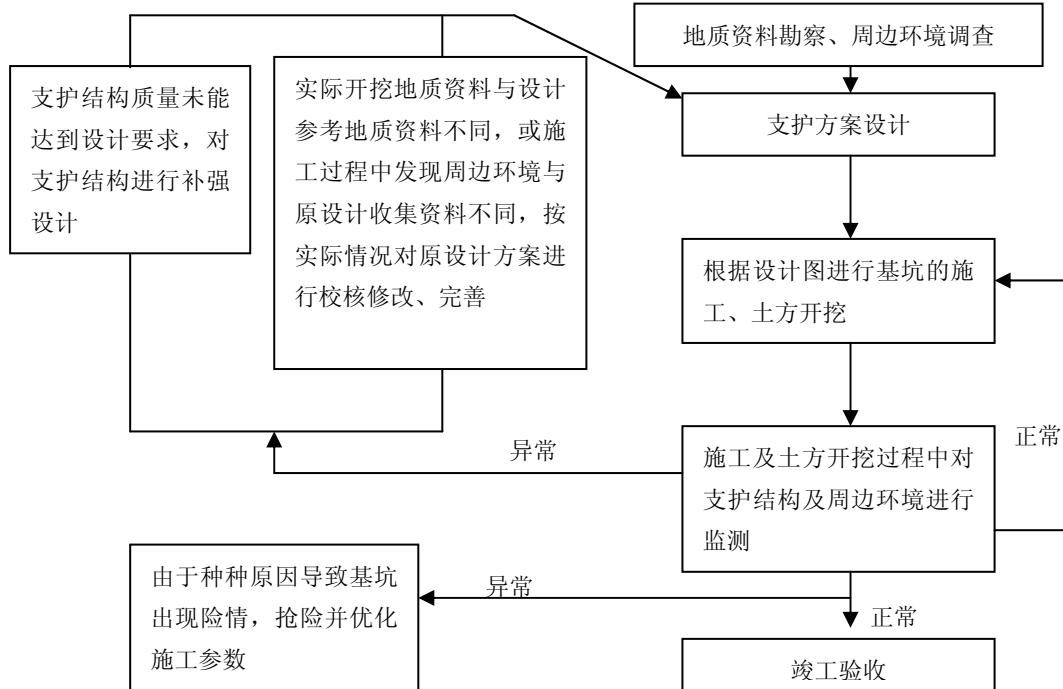 地质资料勘察、周边环境调查
支护方案设计
支护结构质量未能
达到设计要求，对
支护结构进行补强
设计
实际开挖地质资料与设计
参考地质资料不同，或施
工过程中发现周边环境与
原设计收集资料不同，按
实际情况对原设计方案进
行校核修改、完善
根据设计图进行基坑的施
工、土方开挖
异常
施工及土方开挖过程中对
支护结构及周边环境进行
监测
正常
由于种种原因导致基坑
出现险情，抢险并优化
施工参数
异常
正常
竣工验收